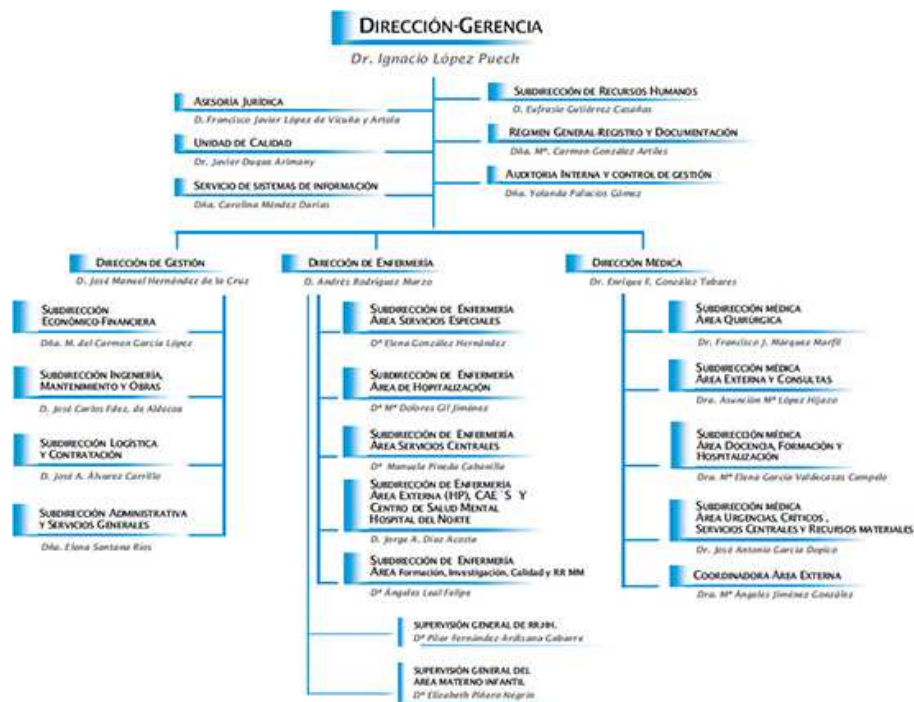 DIRECCIÓN-GERENCIA
Dr. Ignacio López Puech
ASESORÍA JURÍDICA
D. Francisco Javier López de Vicuña y Artola
UNIDAD DE CALIDAD
Dr. Javier Duque Arimany
SERVICIO DE SISTEMAS DE INFORMACIÓN
Dña. Carolina Méndez Darias
SUBDIRECCIÓN DE RECURSOS HUMANOS
D. Eufrasio Gutiérrez Casañas
RÉGIMEN GENERAL-REGISTRO Y DOCUMENTACIÓN
Dña. Mª. Carmen González Artiles
AUDITORIA INTERNA Y CONTROL DE GESTIÓN
Dña. Yolanda Palacios Gómez
DIRECCIÓN DE GESTIÓN
D. José Manuel Hernández de la Cruz
SUBDIRECCIÓN
ECONÓMICO-FINANCIERA
Dña. M. del Carmen García López
SUBDIRECCIÓN INGENIERÍA,
MANTENIMIENTO Y OBRAS
D. José Carlos Fdez. de Aldecoa
SUBDIRECCIÓN LOGÍSTICA
Y CONTRATACIÓN
D. José A. Álvarez Carrillo
SUBDIRECCIÓN ADMINISTRATIVA
Y SERVICIOS GENERALES
Dña. Elena Santana Ríos
DIRECCIÓN DE ENFERMERÍA
D. Andrés Rodríguez Marzo
SUBDIRECCIÓN DE ENFERMERÍA
AREA SERVICIOS ESPECIALES
Dª Elena González Hernández
SUBDIRECCIÓN DE ENFERMERÍA
ÁREA DE HOPITALIZACIÓN
Dª Mª Dolores Gil Jiménez
SUBDIRECCIÓN DE ENFERMERÍA
ÁREA SERVICIOS CENTRALES
Dª Manuela Pineda Cabanilla
SUBDIRECCIÓN DE ENFERMERÍA
ÁREA EXTERNA (HP), CAE´S Y
CENTRO DE SALUD MENTAL
HOSPITAL DEL NORTE
D. Jorge A. Díaz Acosta
SUBDIRECCIÓN DE ENFERMERÍA
ÁREA Formación, Investigación, Calidad y RR MM
Dª Ángeles Leal Felipe
SUPERVISIÓN GENERAL DE RR.HH.
Dª Pilar Fernández Ardisana Gabarre
SUPERVISIÓN GENERAL DEL
AREA MATERNO INFANTIL
Dª Elizabeth Piñero Negrín
DIRECCIÓN MÉDICA
Dr. Enrique F. González Tabares
SUBDIRECCIÓN MÉDICA
ÁREA QUIRÚRGICA
Dr. Francisco J. Márquez Marfil
SUBDIRECCIÓN MÉDICA
ÁREA EXTERNA Y CONSULTAS
Dra. Asunción Mª López Hijazo
SUBDIRECCIÓN MÉDICA
ÁREA DOCENCIA, FORMACIÓN Y
HOSPITALIZACIÓN
Dra. Mª Elena García Valdecasas Campelo
SUBDIRECCIÓN MÉDICA
ÁREA URGENCIAS, CRÍTICOS,
SERVICIOS CENTRALES Y RECURSOS MATERIALES
Dr. José Antonio García Dopico
COORDINADORA ÁREA EXTERNA
Dra. Mª Ángeles Jiménez González